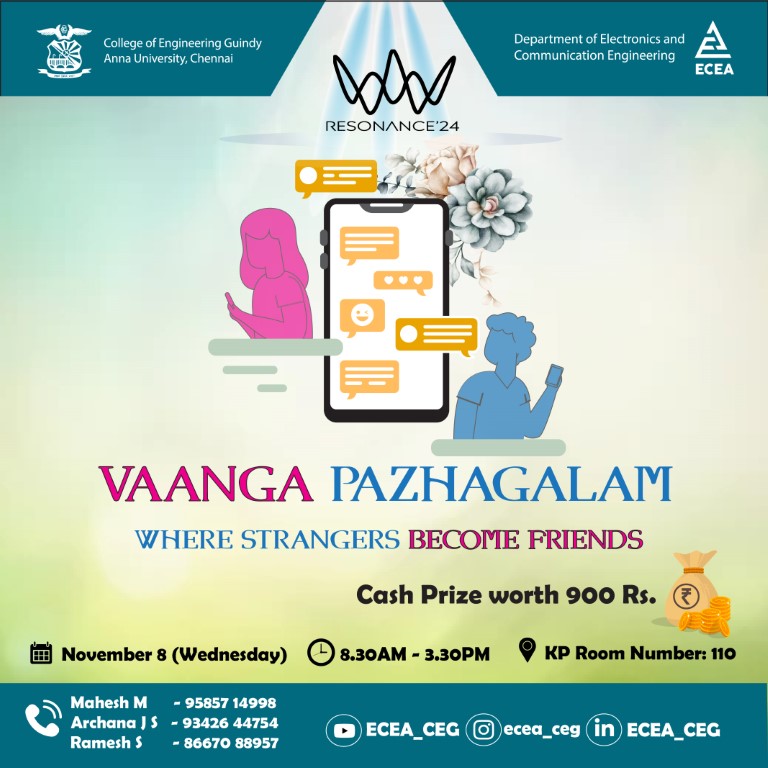 College of Engineering Guindy
Anna University, Chennai
Department of Electronics and
Communication Engineering
ECEA
RESONANCE'24
VAANGA PAZHAGALAM
WHERE STRANGERS BECOME FRIENDS
Cash Prize worth 900 Rs.
₹
November 8 (Wednesday)
8.30AM - 3.30PM
KP Room Number: 110
Mahesh M - 95857 14998
Archana J S - 93426 44754
Ramesh S - 86670 88957
ECEA_CEG
ecea_ceg
in
ECEA_CEG